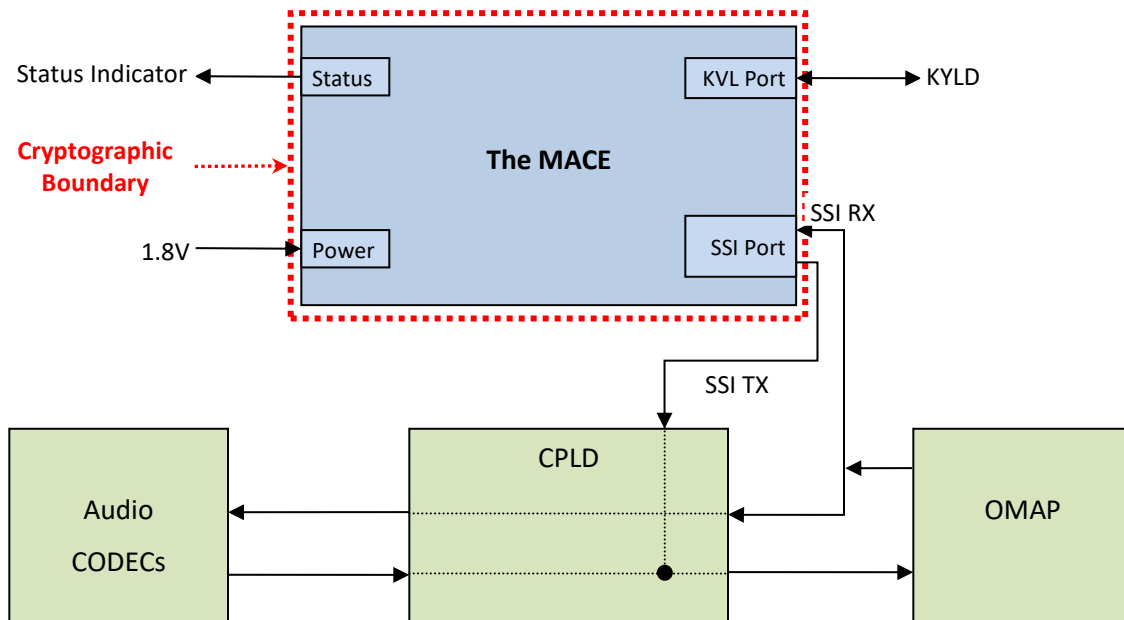 Status Indicator
Status
KVL Port
KYLD
Cryptographic
Boundary
The MACE
SSI RX
1.8V
Power
SSI Port
SSI TX
CPLD
Audio
CODECs
OMAP